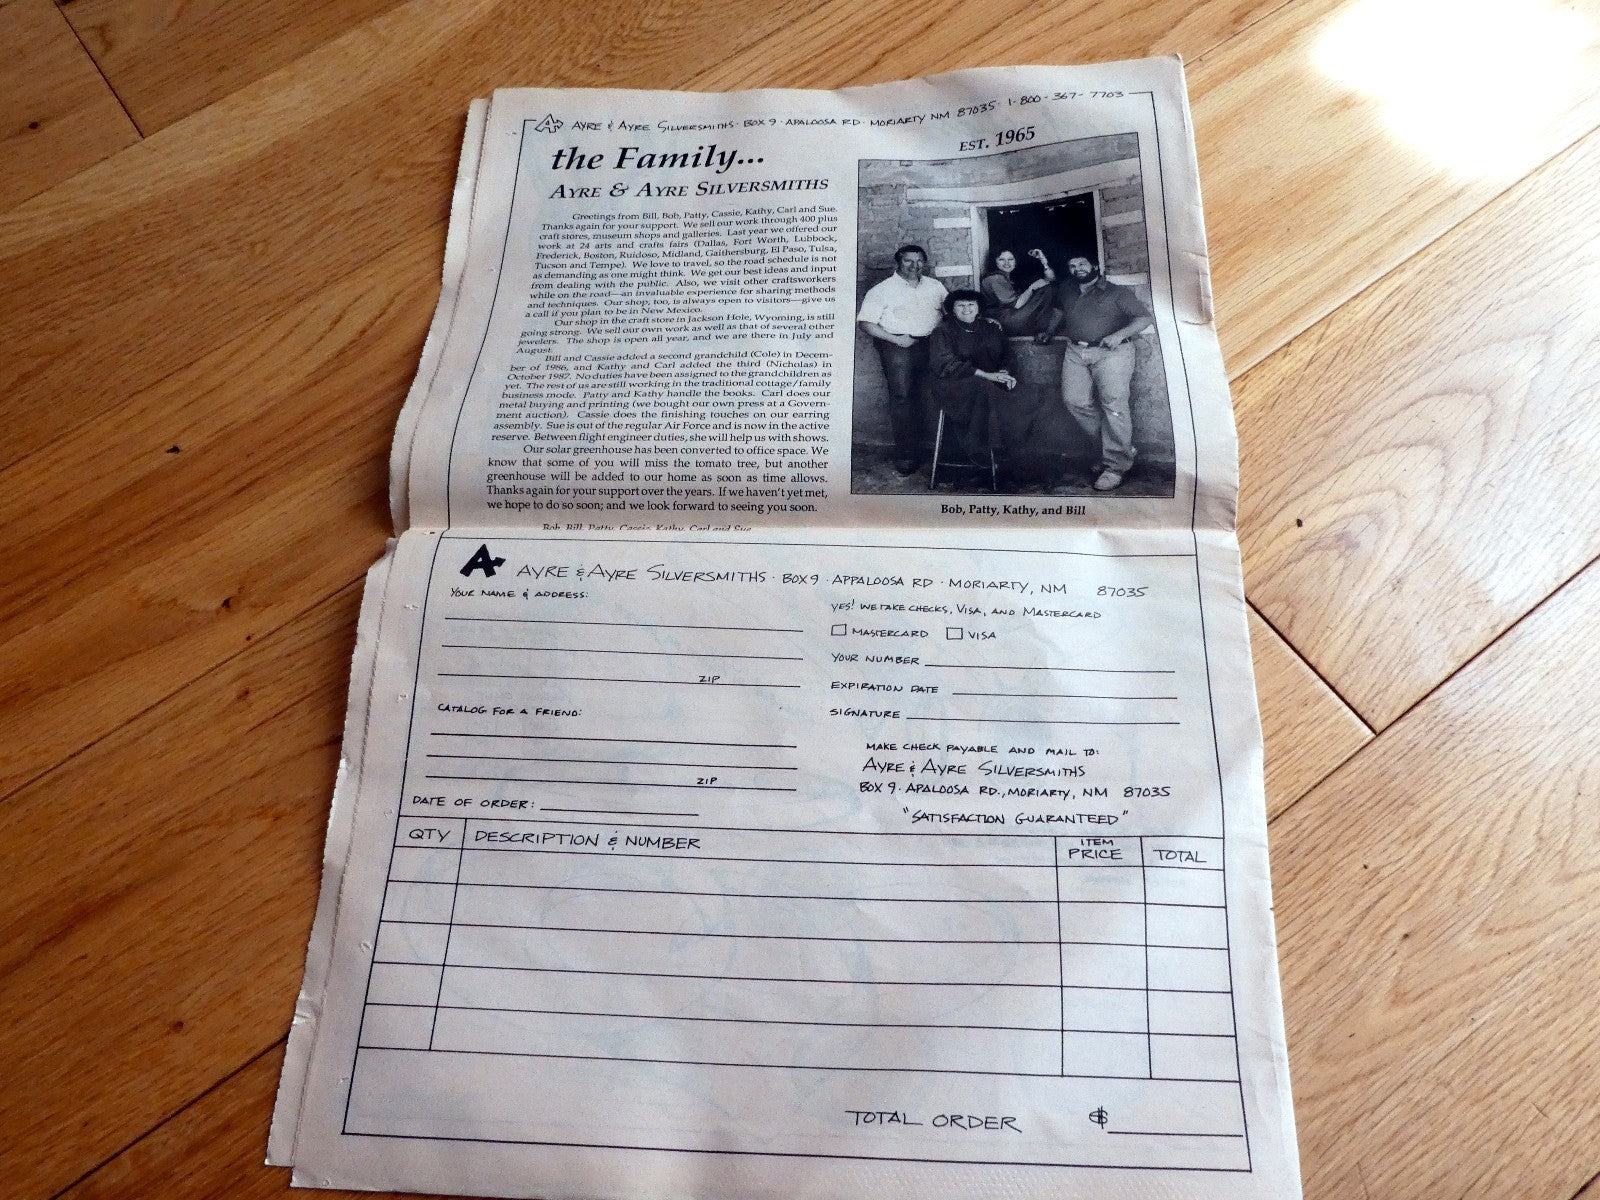 AYRE & AYRE SILVERSMITHS · BOX 9 · APALOOSA RD · MORIARTY NM 87035 · 1-800-367-7703
the Family...
AYRE & AYRE SILVERSMITHS
Greetings from Bill, Bob, Patty, Cassie, Kathy, Carl and Sue.
Thanks again for your support. We sell our work through 400 plus
craft stores, museum shops and galleries. Last year we offered our
work at 24 arts and crafts fairs (Dallas, Fort Worth, Lubbock,
Frederick, Boston, Ruidoso, Midland, Gaithersburg, El Paso, Tulsa,
Tucson and Tempe). We love to travel, so the road schedule is not
as demanding as one might think. We get our best ideas and input
from dealing with the public. Also, we visit other craftsworkers
while on the road—an invaluable experience for sharing methods
and techniques. Our shop, too, is always open to visitors—give us
a call if you plan to be in New Mexico.
Our shop in the craft store in Jackson Hole, Wyoming, is still
going strong. We sell our own work as well as that of several other
jewelers. The shop is open all year, and we are there in July and
August.
Bill and Cassie added a second grandchild (Cole) in Decem-
ber of 1986, and Kathy and Carl added the third (Nicholas) in
October 1987. No duties have been assigned to the grandchildren as
yet. The rest of us are still working in the traditional cottage/family
business mode. Patty and Kathy handle the books. Carl does our
metal buying and printing (we bought our own press at a Govern-
ment auction). Cassie does the finishing touches on our earring
assembly. Sue is out of the regular Air Force and is now in the active
reserve. Between flight engineer duties, she will help us with shows.
Our solar greenhouse has been converted to office space. We
know that some of you will miss the tomato tree, but another
greenhouse will be added to our home as soon as time allows.
Thanks again for your support over the years. If we haven't yet met,
we hope to do so soon; and we look forward to seeing you soon.
Bob, Bill, Patty, Cassie, Kathy, Carl and Sue
EST. 1965
Bob, Patty, Kathy, and Bill
AYRE & AYRE SILVERSMITHS · BOX 9 · APPALOOSA RD · MORIARTY, NM 87035
YOUR NAME & ADDRESS:
ZIP
CATALOG FOR A FRIEND:
ZIP
DATE OF ORDER:
YES! WE TAKE CHECKS, VISA, AND MASTERCARD
MASTERCARD VISA
YOUR NUMBER
EXPIRATION DATE
SIGNATURE
MAKE CHECK PAYABLE AND MAIL TO:
AYRE & AYRE SILVERSMITHS
BOX 9 · APALOOSA RD., MORIARTY, NM 87035
"SATISFACTION GUARANTEED"
QTY DESCRIPTION & NUMBER ITEM PRICE TOTAL
TOTAL ORDER $